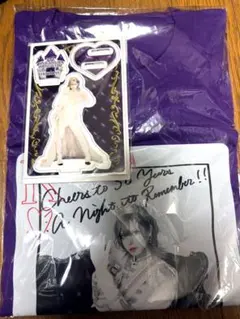 Cheers to 30 Years
A Night to Remember!!